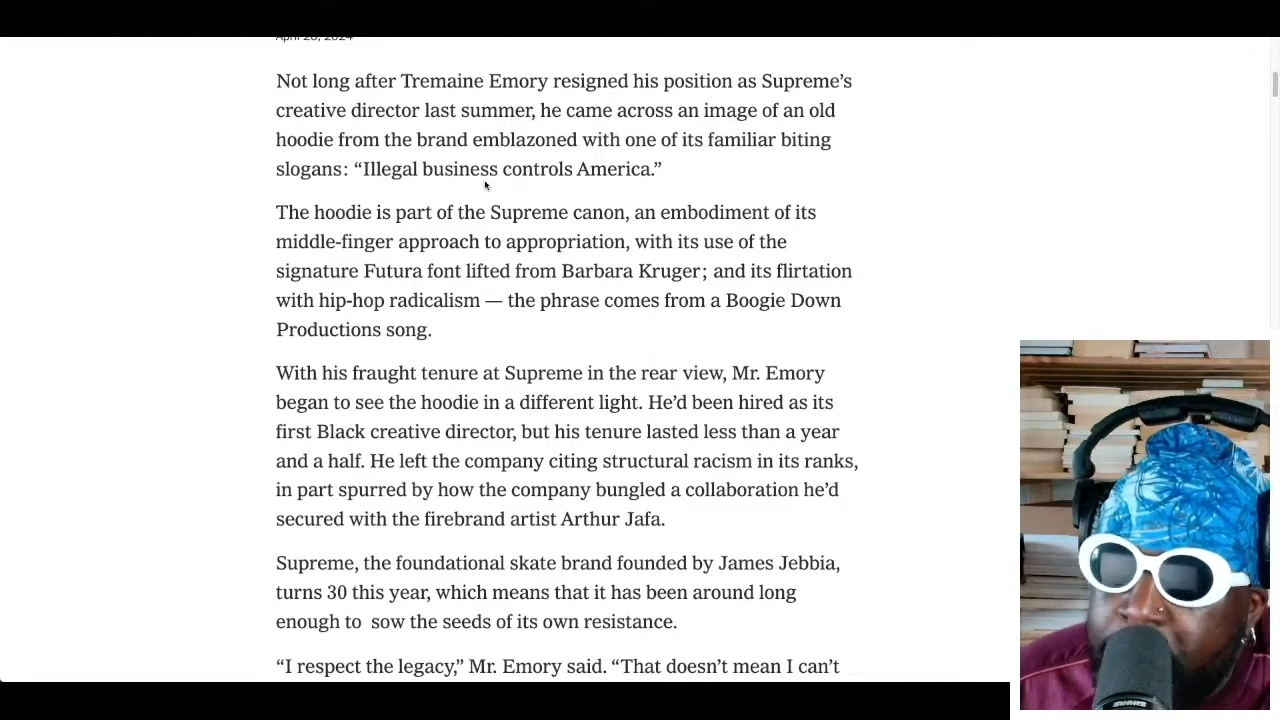 April 28, 2024
Not long after Tremaine Emory resigned his position as Supreme’s
creative director last summer, he came across an image of an old
hoodie from the brand emblazoned with one of its familiar biting
slogans: “Illegal business controls America.”
The hoodie is part of the Supreme canon, an embodiment of its
middle-finger approach to appropriation, with its use of the
signature Futura font lifted from Barbara Kruger; and its flirtation
with hip-hop radicalism — the phrase comes from a Boogie Down
Productions song.
With his fraught tenure at Supreme in the rear view, Mr. Emory
began to see the hoodie in a different light. He’d been hired as its
first Black creative director, but his tenure lasted less than a year
and a half. He left the company citing structural racism in its ranks,
in part spurred by how the company bungled a collaboration he’d
secured with the firebrand artist Arthur Jafa.
Supreme, the foundational skate brand founded by James Jebbia,
turns 30 this year, which means that it has been around long
enough to  sow the seeds of its own resistance.
“I respect the legacy,” Mr. Emory said. “That doesn’t mean I can’t
SHURE